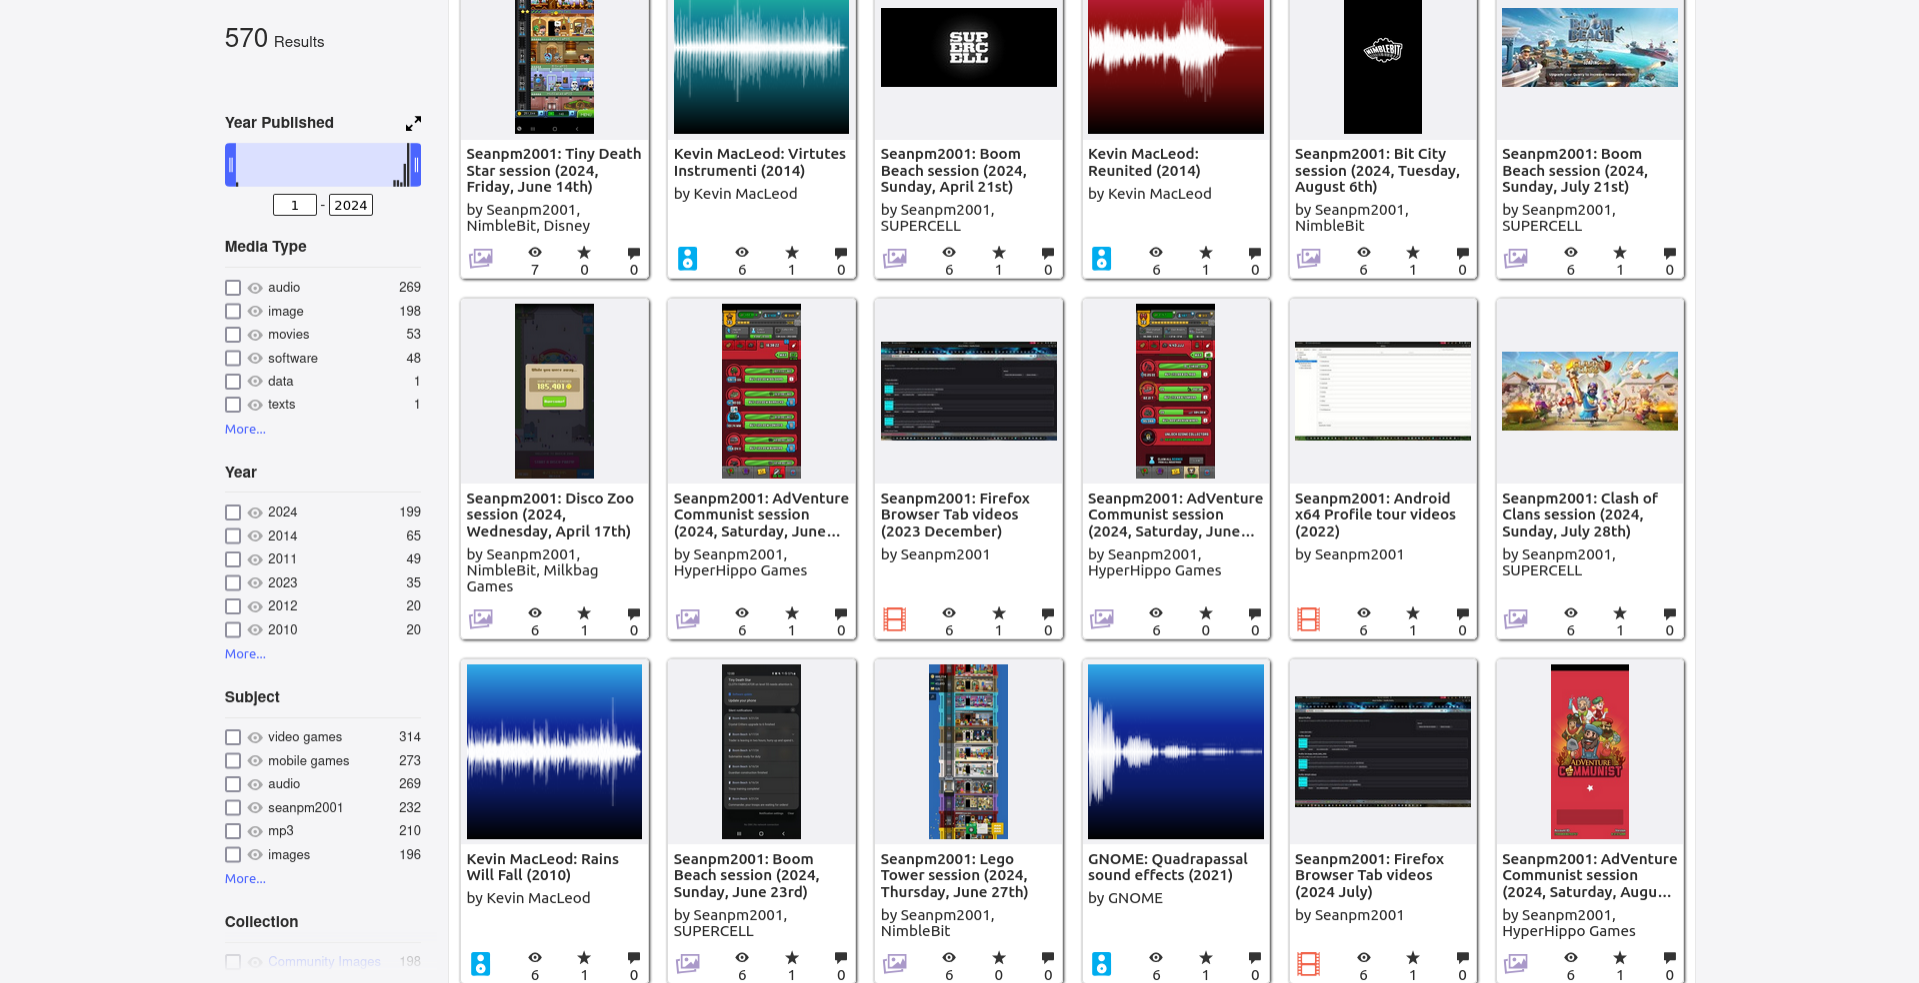 570 Results
Year Published
1 - 2024
Media Type
audio 269
image 198
movies 53
software 48
data 1
texts 1
More...
Year
2024 199
2014 65
2011 49
2023 35
2012 20
2010 20
More...
Subject
video games 314
mobile games 273
audio 269
seanpm2001 232
mp3 210
images 196
More...
Collection
Community Images 198
Seanpm2001: Tiny Death
Star session (2024,
Friday, June 14th)
by Seanpm2001,
NimbleBit, Disney
7 0 0
Kevin MacLeod: Virtutes
Instrumenti (2014)
by Kevin MacLeod
6 1 0
SUP
ERC
ELL
Seanpm2001: Boom
Beach session (2024,
Sunday, April 21st)
by Seanpm2001,
SUPERCELL
6 1 0
Kevin MacLeod:
Reunited (2014)
by Kevin MacLeod
6 1 0
NIMBLEBIT
Seanpm2001: Bit City
session (2024, Tuesday,
August 6th)
by Seanpm2001,
NimbleBit
6 1 0
BOOM
BEACH
Seanpm2001: Boom
Beach session (2024,
Sunday, July 21st)
by Seanpm2001,
SUPERCELL
6 1 0
While you were away...
185,401
Seanpm2001: Disco Zoo
session (2024,
Wednesday, April 17th)
by Seanpm2001,
NimbleBit, Milkbag
Games
6 1 0
Seanpm2001: AdVenture
Communist session
(2024, Saturday, June...
by Seanpm2001,
HyperHippo Games
6 1 0
Seanpm2001: Firefox
Browser Tab videos
(2023 December)
by Seanpm2001
6 1 0
Seanpm2001: AdVenture
Communist session
(2024, Saturday, June...
by Seanpm2001,
HyperHippo Games
6 0 0
Seanpm2001: Android
x64 Profile tour videos
(2022)
by Seanpm2001
6 1 0
Seanpm2001: Clash of
Clans session (2024,
Sunday, July 28th)
by Seanpm2001,
SUPERCELL
6 1 0
Kevin MacLeod: Rains
Will Fall (2010)
by Kevin MacLeod
6 1 0
Seanpm2001: Boom
Beach session (2024,
Sunday, June 23rd)
by Seanpm2001,
SUPERCELL
6 1 0
Seanpm2001: Lego
Tower session (2024,
Thursday, June 27th)
by Seanpm2001,
NimbleBit
6 0 0
GNOME: Quadrapassal
sound effects (2021)
by GNOME
6 1 0
Seanpm2001: Firefox
Browser Tab videos
(2024 July)
by Seanpm2001
6 1 0
ADVENTURE
COMMUNIST
Seanpm2001: AdVenture
Communist session
(2024, Saturday, Augu...
by Seanpm2001,
HyperHippo Games
6 1 0